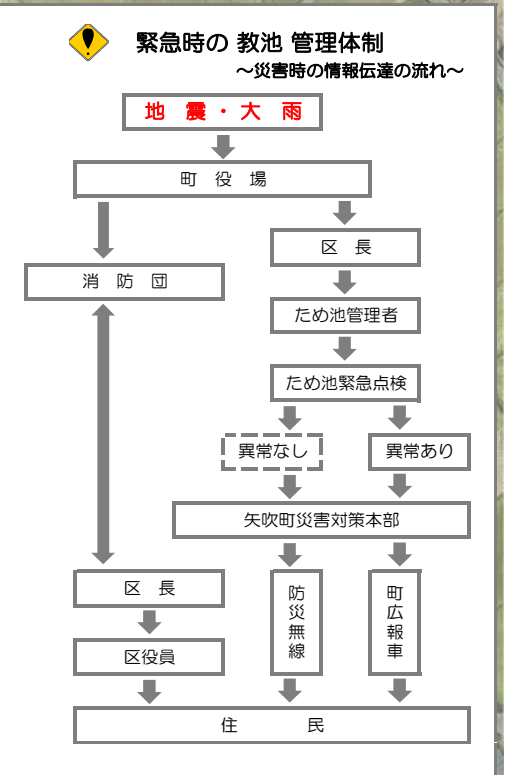 緊急時の 教池 管理体制
～災害時の情報伝達の流れ～
地 震・大 雨
町 役 場
区 長
消 防 団
ため池管理者
ため池緊急点検
異常なし
異常あり
矢吹町災害対策本部
区 長
防災無線
町広報車
区役員
住 民